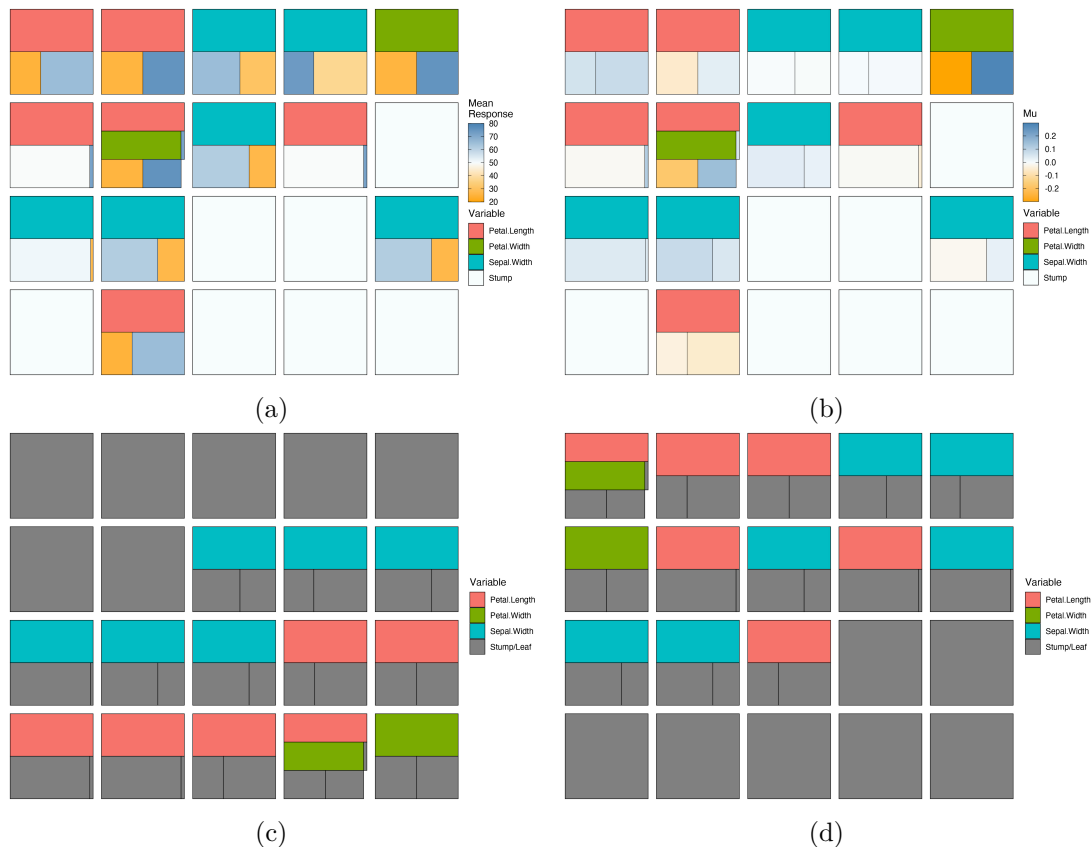 Mean
Response
80
70
60
50
40
30
20
Variable
Petal.Length
Petal.Width
Sepal.Width
Stump
(a)
Mu
0.2
0.1
0.0
-0.1
-0.2
Variable
Petal.Length
Petal.Width
Sepal.Width
Stump
(b)
Variable
Petal.Length
Petal.Width
Sepal.Width
Stump/Leaf
(c)
Variable
Petal.Length
Petal.Width
Sepal.Width
Stump/Leaf
(d)